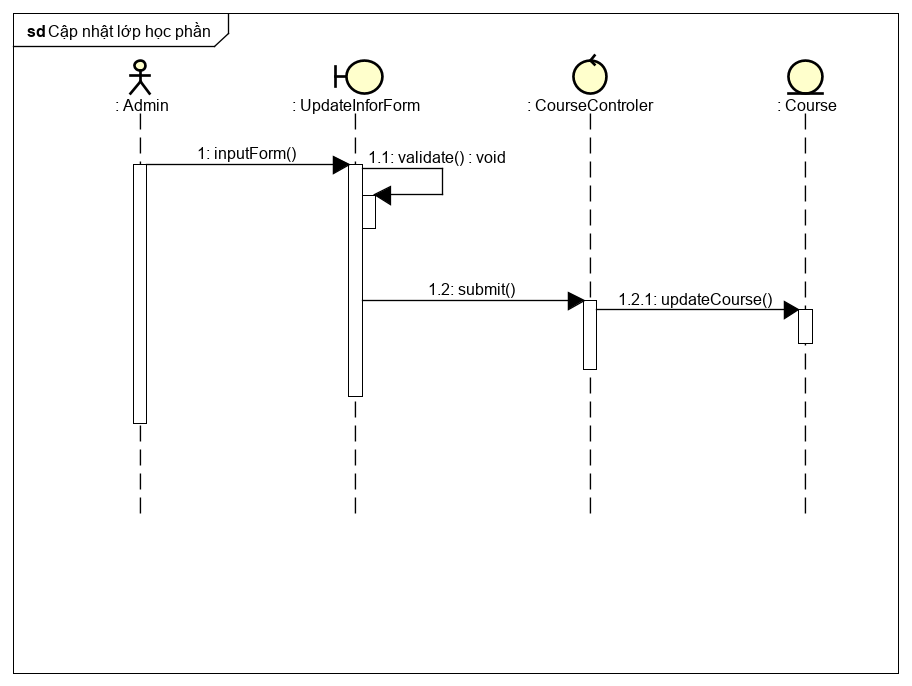 sd Cập nhật lớp học phần
: Admin
: UpdateInforForm
: CourseControler
: Course
1: inputForm()
1.1: validate() : void
1.2: submit()
1.2.1: updateCourse()